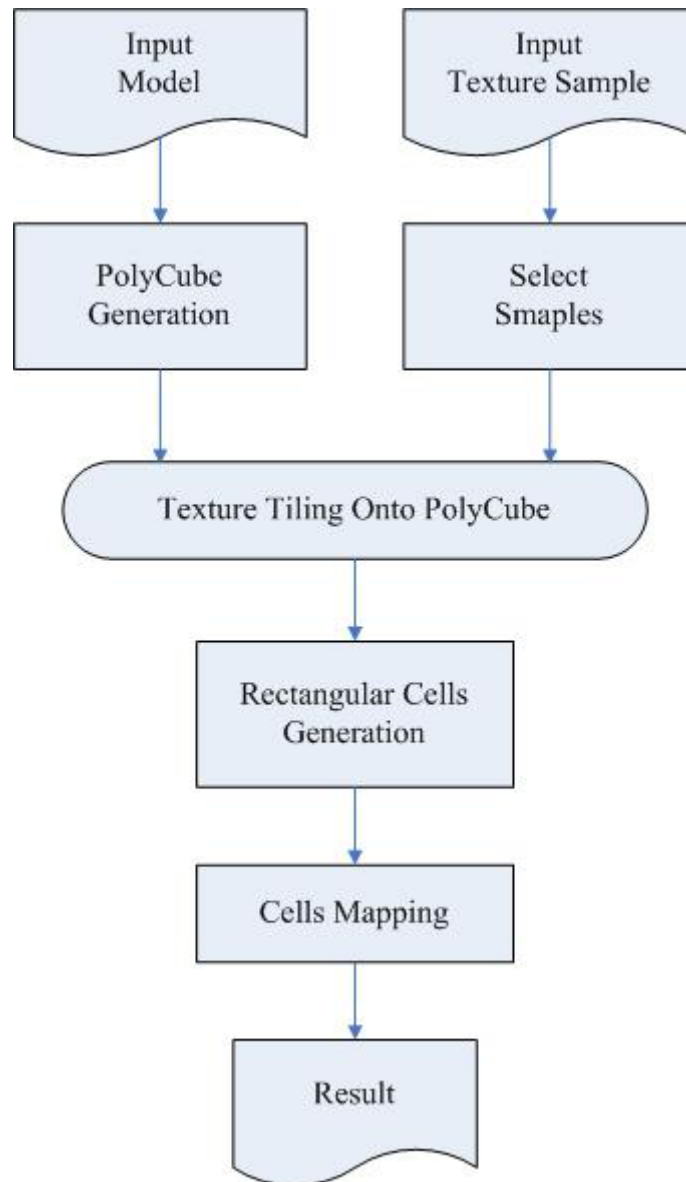 Input
Model
Input
Texture Sample
PolyCube
Generation
Select
Smaples
Texture Tiling Onto PolyCube
Rectangular Cells
Generation
Cells Mapping
Result